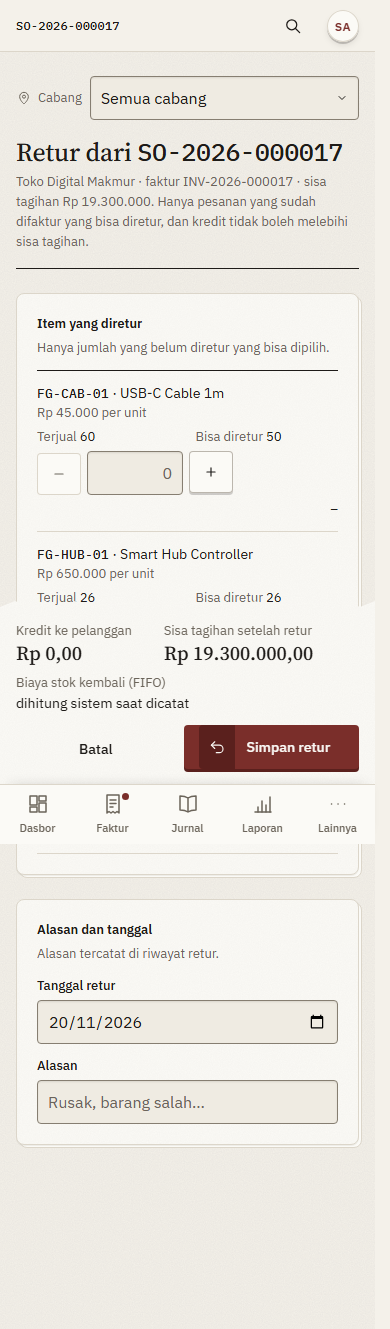 SO-2026-000017
SA
Cabang
Semua cabang
Retur dari SO-2026-000017
Toko Digital Makmur · faktur INV-2026-000017 · sisa
tagihan Rp 19.300.000. Hanya pesanan yang sudah
difaktur yang bisa diretur, dan kredit tidak boleh melebihi
sisa tagihan.
Item yang diretur
Hanya jumlah yang belum diretur yang bisa dipilih.
FG-CAB-01 · USB-C Cable 1m
Rp 45.000 per unit
Terjual 60 Bisa diretur 50
− 0 +
–
FG-HUB-01 · Smart Hub Controller
Rp 650.000 per unit
Terjual 26 Bisa diretur 26
Kredit ke pelanggan Sisa tagihan setelah retur
Rp 0,00 Rp 19.300.000,00
Biaya stok kembali (FIFO)
dihitung sistem saat dicatat
Batal Simpan retur
Dasbor Faktur Jurnal Laporan Lainnya
Alasan dan tanggal
Alasan tercatat di riwayat retur.
Tanggal retur
20/11/2026
Alasan
Rusak, barang salah...